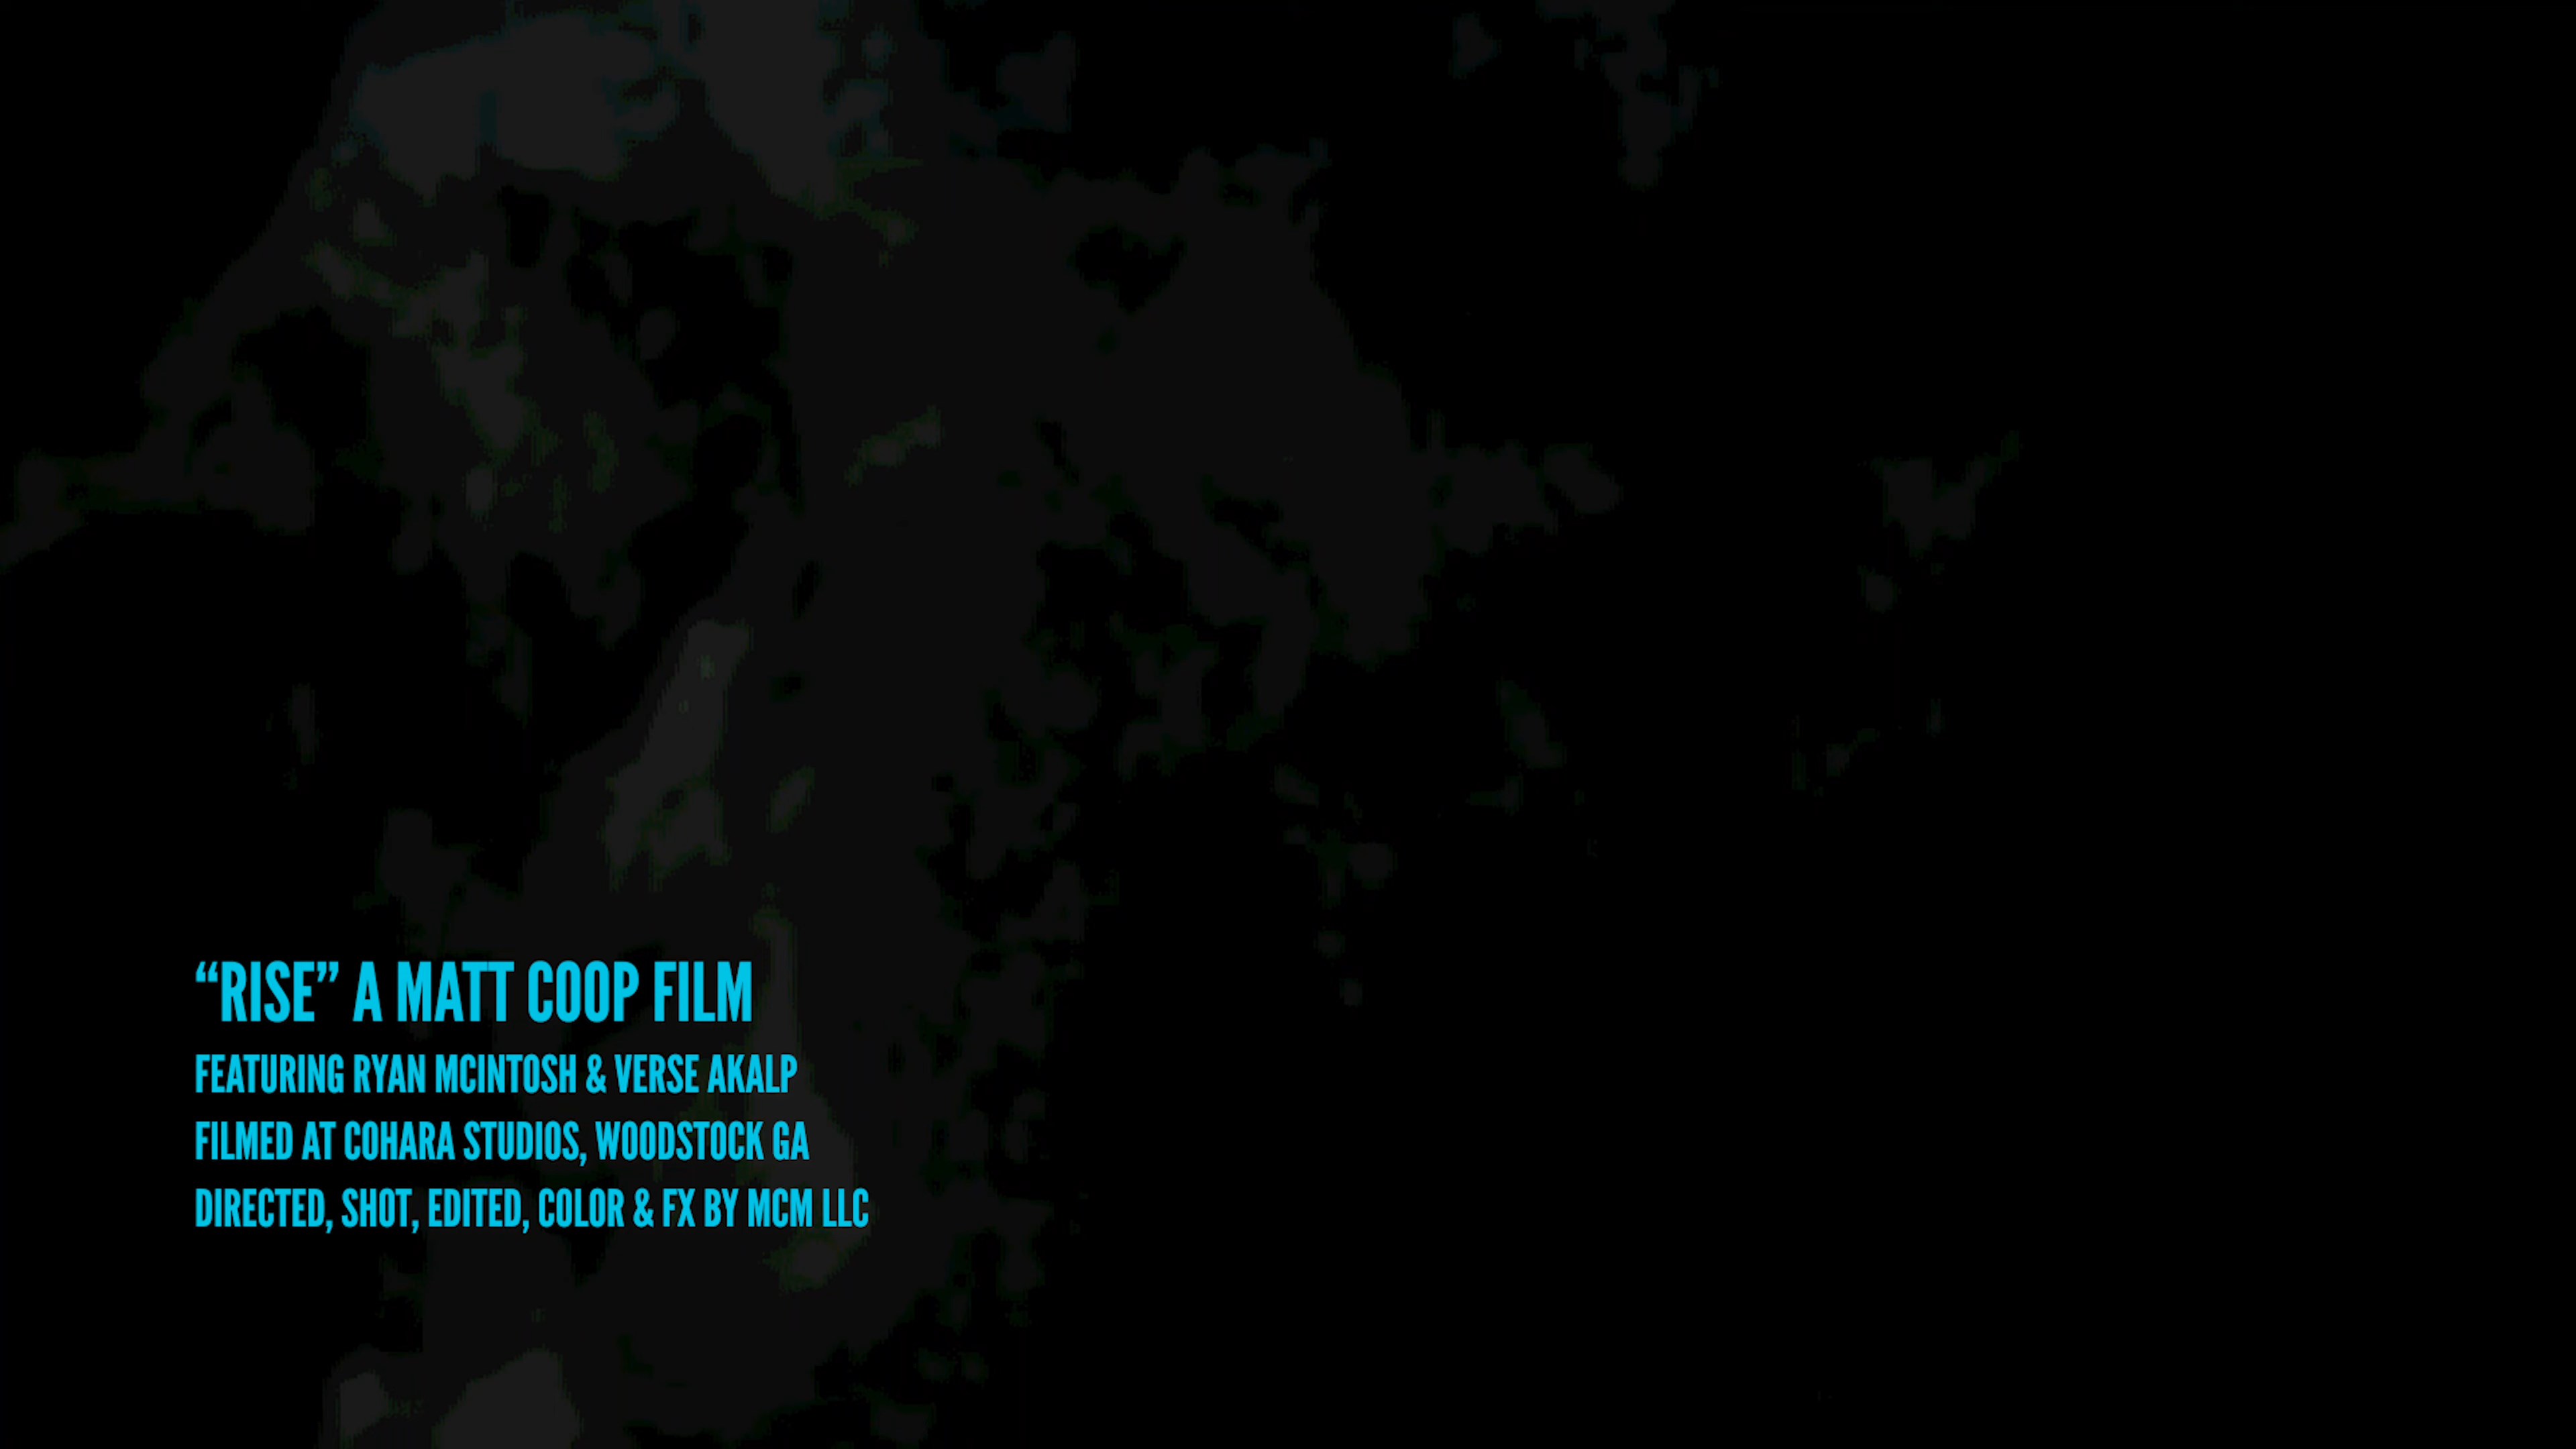 “RISE” A MATT COOP FILM
FEATURING RYAN MCINTOSH & VERSE AKALP
FILMED AT COHARA STUDIOS, WOODSTOCK GA
DIRECTED, SHOT, EDITED, COLOR & FX BY MCM LLC